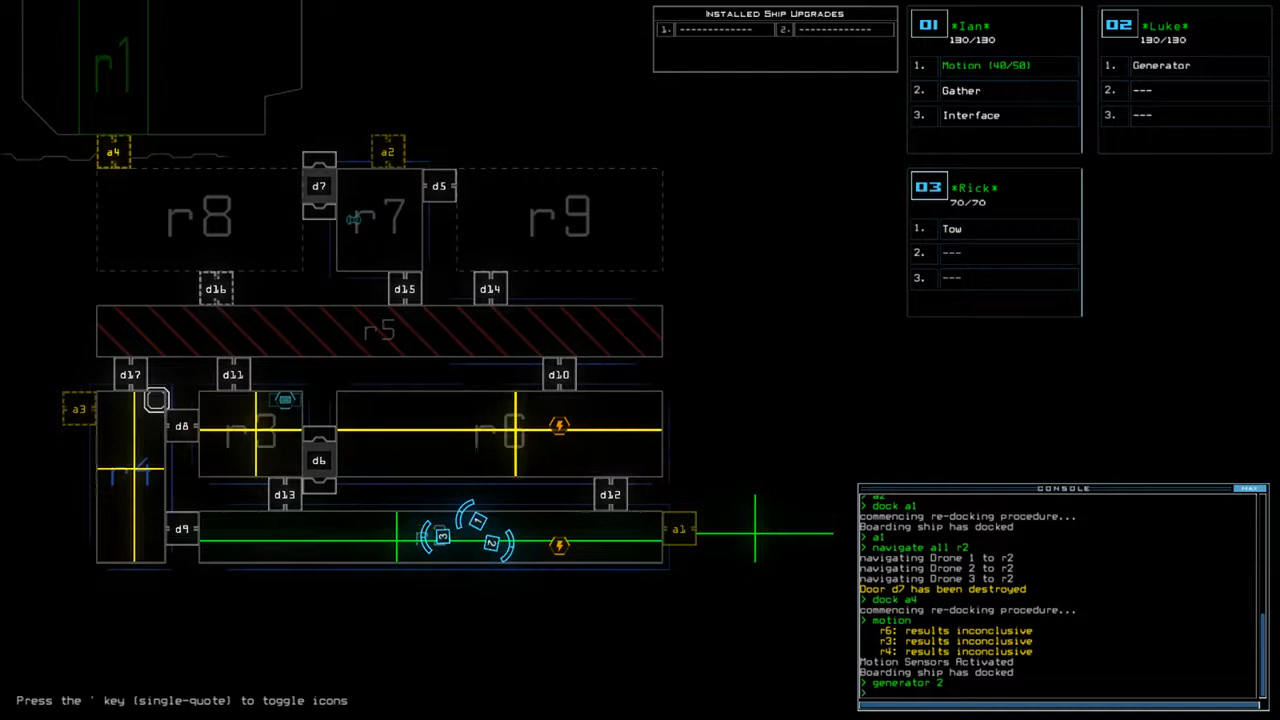 INSTALLED SHIP UPGRADES
1. -------------- 2. --------------
01 *Ian*
130/130
1. Motion (40/50)
2. Gather
3. Interface
02 *Luke*
130/130
1. Generator
2. ---
3. ---
03 *Rick*
70/70
1. Tow
2. ---
3. ---
r1
a4
a2
d7
d5
r8
r7
r9
d16
d15
d14
r5
d17
d11
d10
a3
d8
r3
r6
r4
d6
d13
d12
d9
3
1
2
a1
CONSOLE
MAX
a2
> dock a1
commencing re-docking procedure...
Boarding ship has docked
> a1
> navigate all r2
navigating Drone 1 to r2
navigating Drone 2 to r2
navigating Drone 3 to r2
Door d7 has been destroyed
> dock a4
commencing re-docking procedure...
> motion
r6: results inconclusive
r3: results inconclusive
r4: results inconclusive
Motion Sensors Activated
Boarding ship has docked
> generator 2
>
Press the ' key (single-quote) to toggle icons